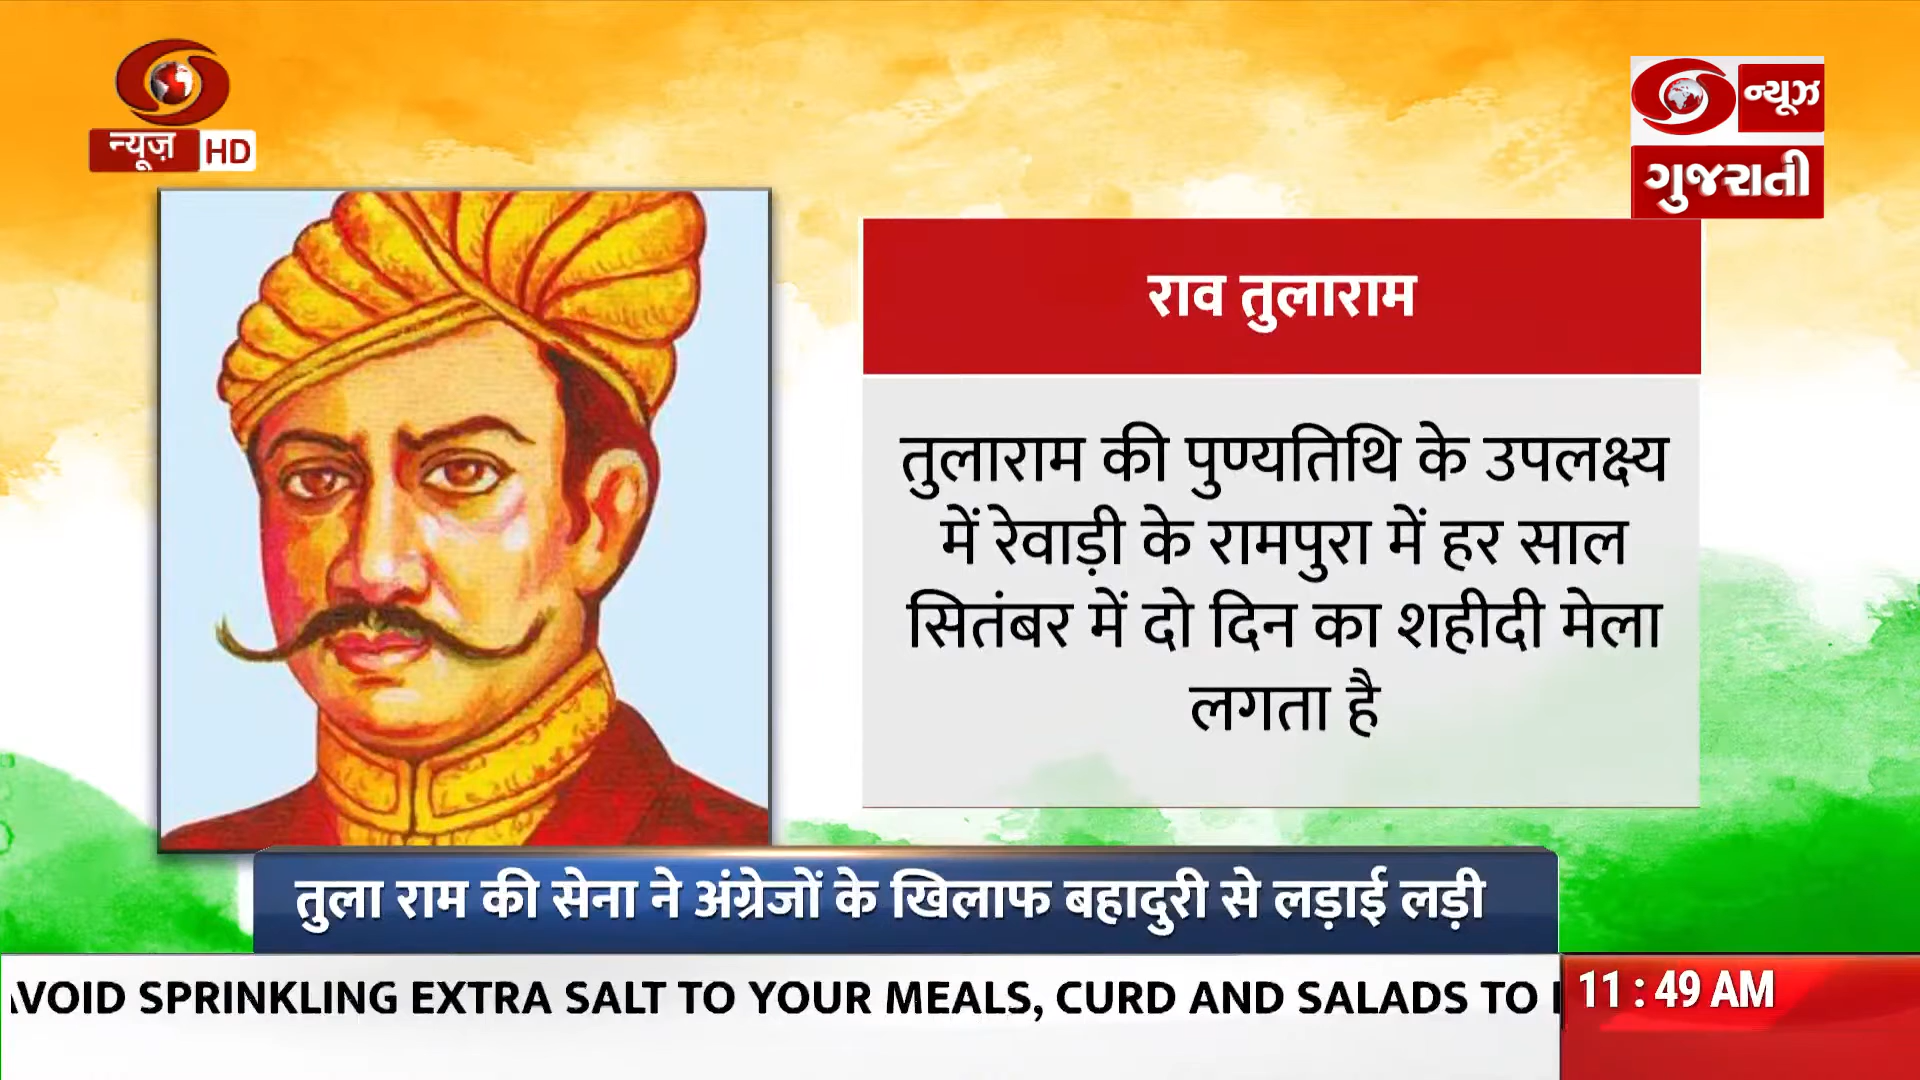 न्यूज़ HD
ન્યૂઝ
ગુજરાતી
राव तुलाराम
तुलाराम की पुण्यतिथि के उपलक्ष्य
में रेवाड़ी के रामपुरा में हर साल
सितंबर में दो दिन का शहीदी मेला
लगता है
तुला राम की सेना ने अंग्रेजों के खिलाफ बहादुरी से लड़ाई लड़ी
SPRINKLING EXTRA SALT TO YOUR MEALS, CURD AND SALADS TO
11 : 49 AM